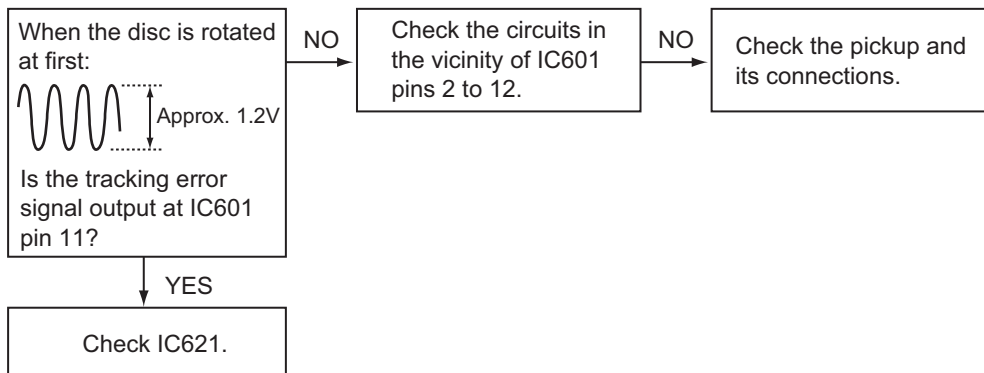 When the disc is rotated
at first:
Approx. 1.2V
Is the tracking error
signal output at IC601
pin 11?
NO
Check the circuits in
the vicinity of IC601
pins 2 to 12.
NO
Check the pickup and
its connections.
YES
Check IC621.